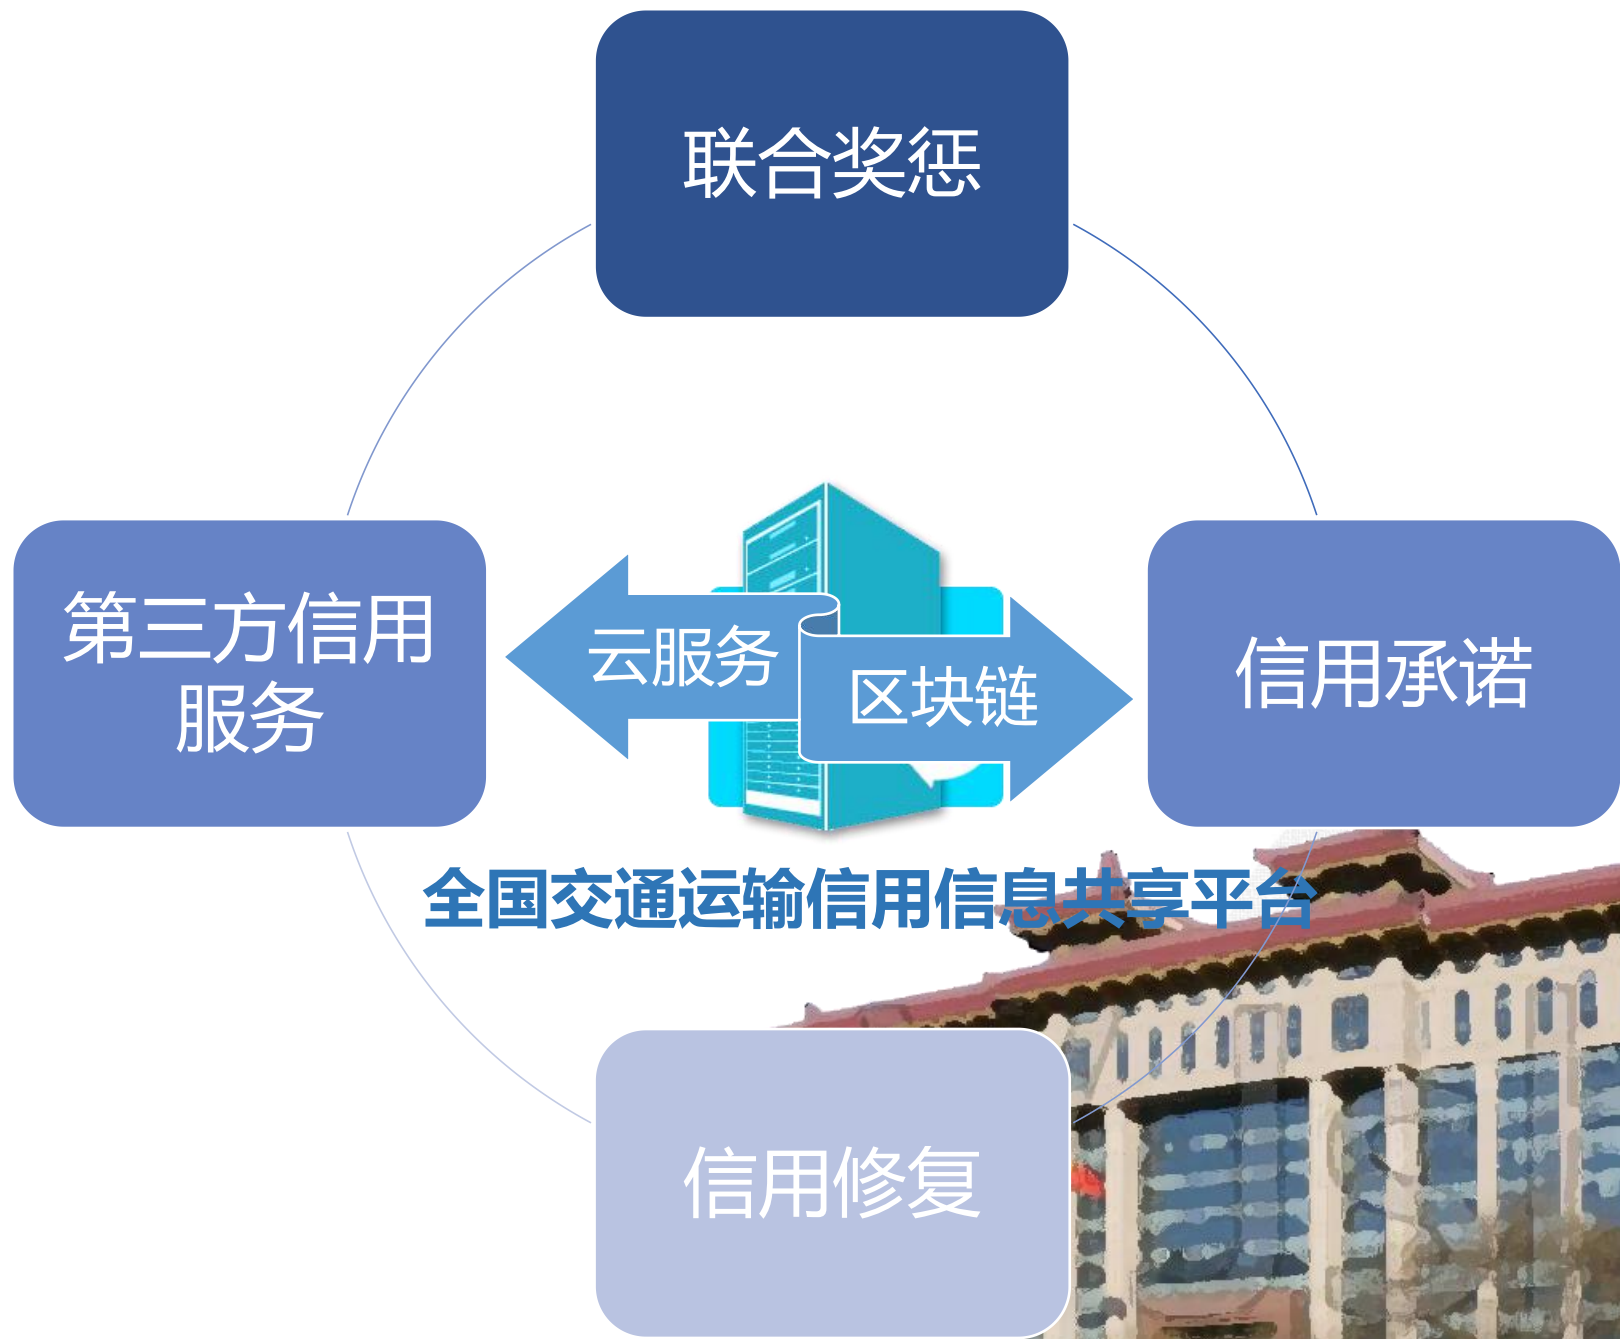 联合奖惩
第三方信用
服务
云服务
区块链
信用承诺
全国交通运输信用信息共享平台
信用修复